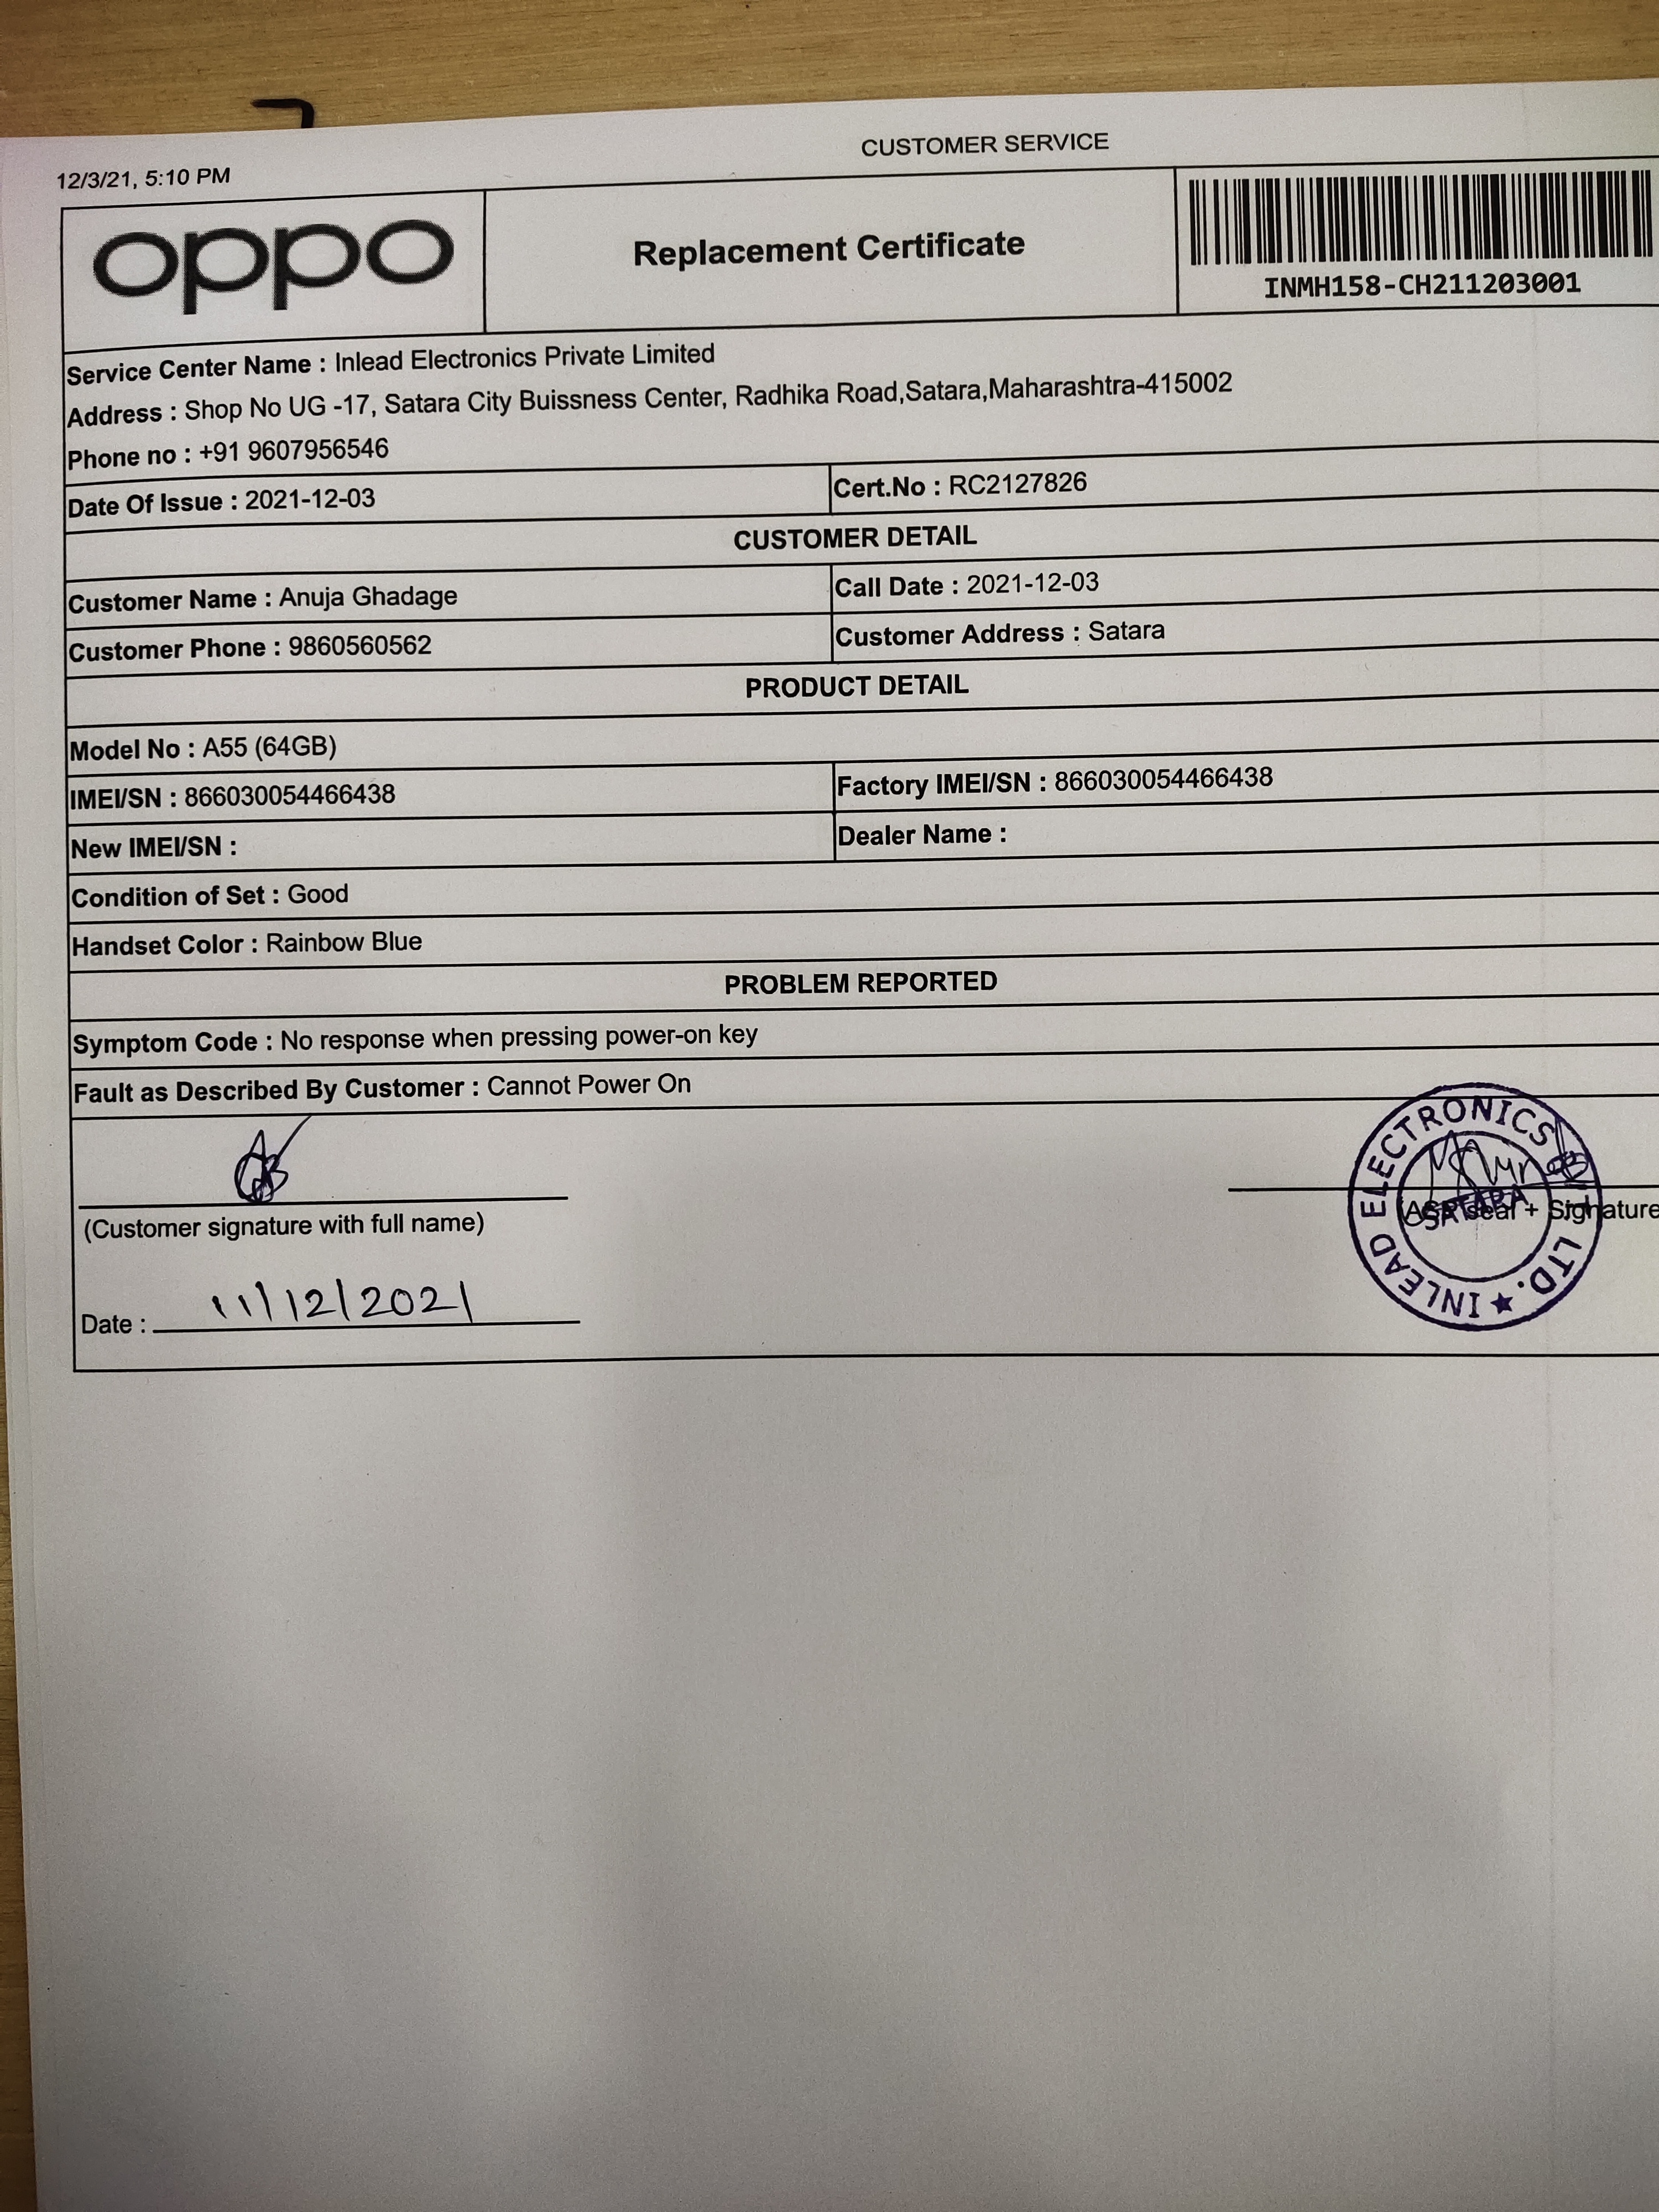 CUSTOMER SERVICE
12/3/21, 5:10 PM
oppo
Replacement Certificate
INMH158-CH211203001
Service Center Name : Inlead Electronics Private Limited
Address : Shop No UG -17, Satara City Buissness Center, Radhika Road,Satara,Maharashtra-415002
Phone no : +91 9607956546
Date Of Issue : 2021-12-03
Cert.No : RC2127826
CUSTOMER DETAIL
Customer Name : Anuja Ghadage
Call Date : 2021-12-03
Customer Phone : 9860560562
Customer Address : Satara
PRODUCT DETAIL
Model No : A55 (64GB)
IMEI/SN : 866030054466438
Factory IMEI/SN : 866030054466438
New IMEI/SN :
Dealer Name :
Condition of Set : Good
Handset Color : Rainbow Blue
PROBLEM REPORTED
Symptom Code : No response when pressing power-on key
Fault as Described By Customer : Cannot Power On
(Customer signature with full name)
seal + Signature
INLEAD ELECTRONICS LTD.
SATARA
Date : 11/12/2021